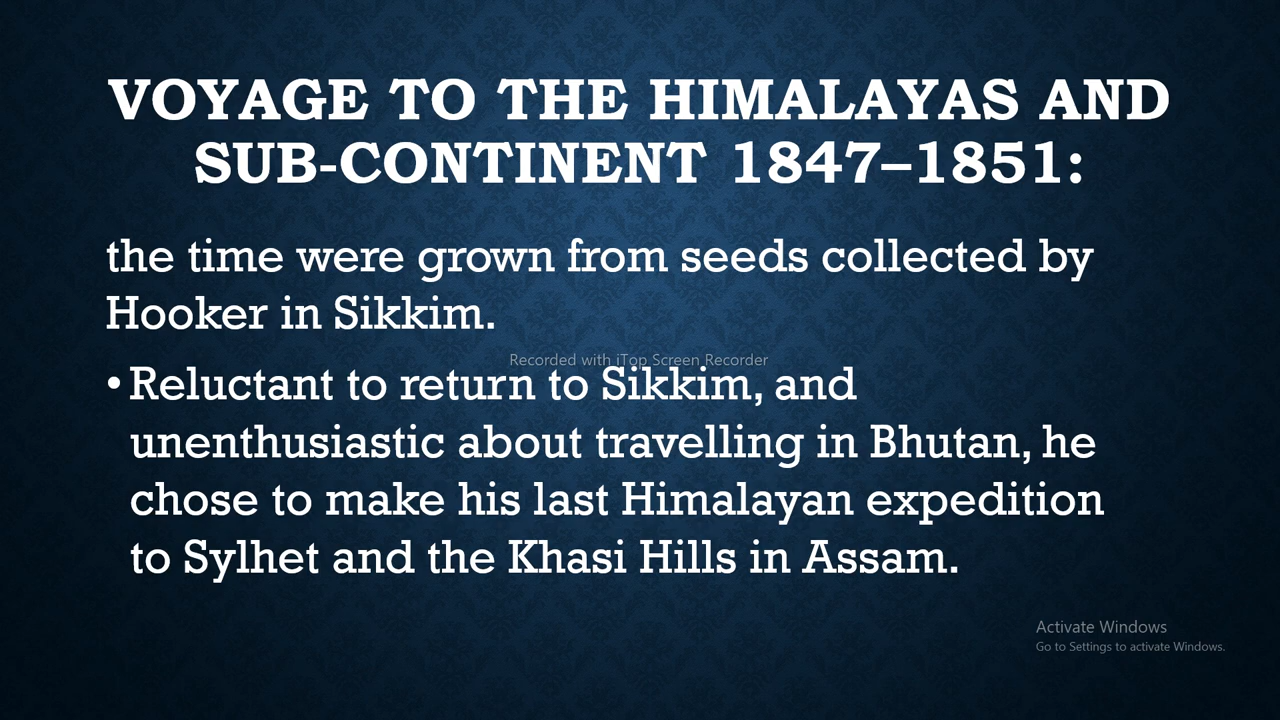 VOYAGE TO THE HIMALAYAS AND
SUB-CONTINENT 1847–1851:
the time were grown from seeds collected by
Hooker in Sikkim.
Recorded with iTop Screen Recorder
• Reluctant to return to Sikkim, and
unenthusiastic about travelling in Bhutan, he
chose to make his last Himalayan expedition
to Sylhet and the Khasi Hills in Assam.
Activate Windows
Go to Settings to activate Windows.